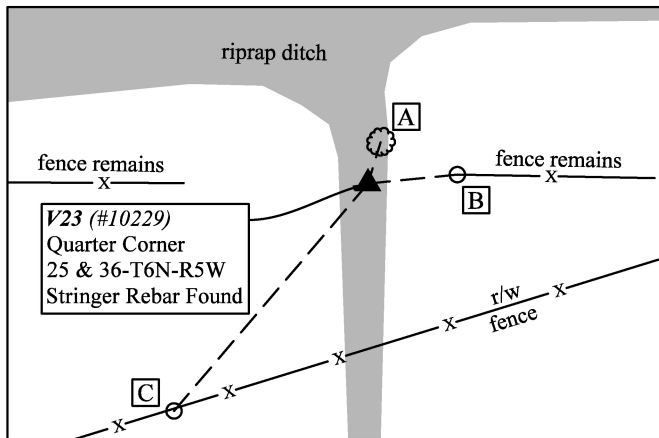 riprap ditch
A
fence remains
fence remains
B
V23 (#10229)
Quarter Corner
25 & 36-T6N-R5W
Stringer Rebar Found
r/w
fence
C
x
x
x
x
x
x
x